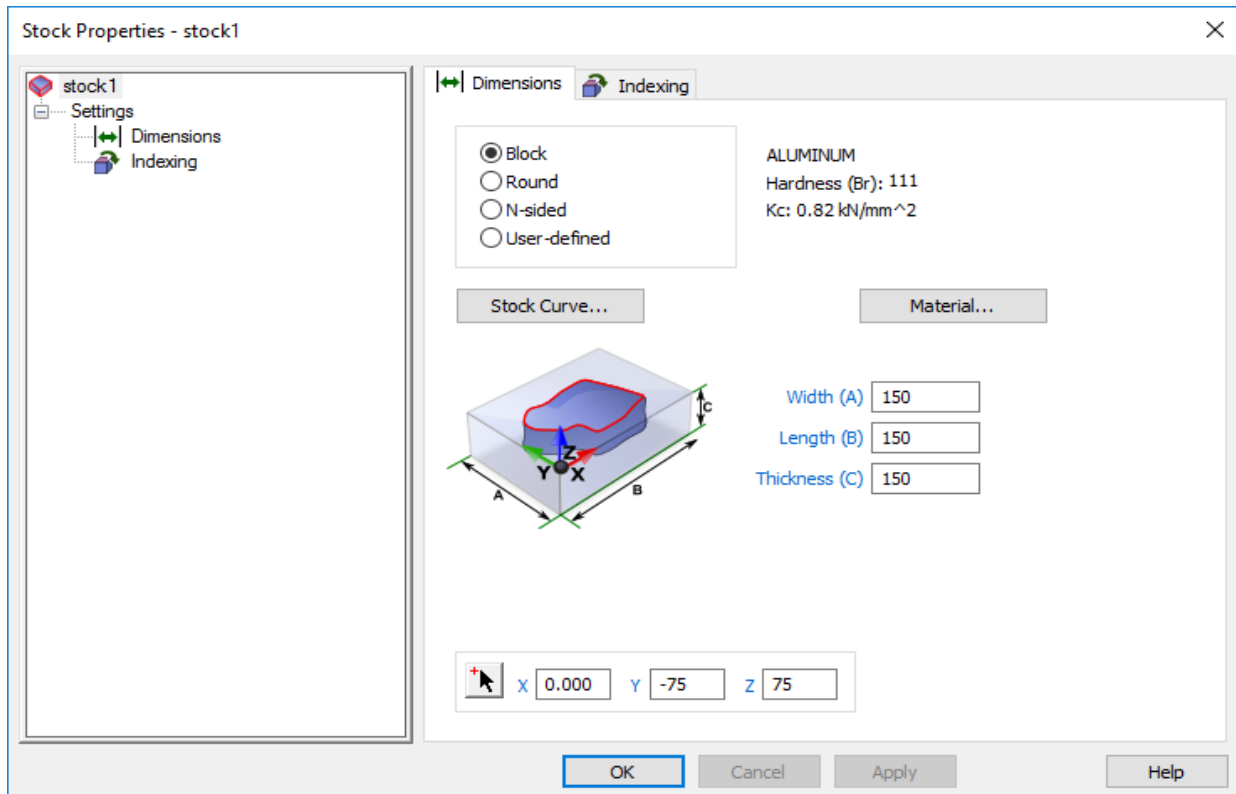 Stock Properties - stock1
stock1
Settings
Dimensions
Indexing
Dimensions
Indexing
Block
Round
N-sided
User-defined
ALUMINUM
Hardness (Br): 111
Kc: 0.82 kN/mm^2
Stock Curve...
Material...
C
Z
Y
X
A
B
Width (A) 150
Length (B) 150
Thickness (C) 150
X 0.000 Y -75 Z 75
OK Cancel Apply Help